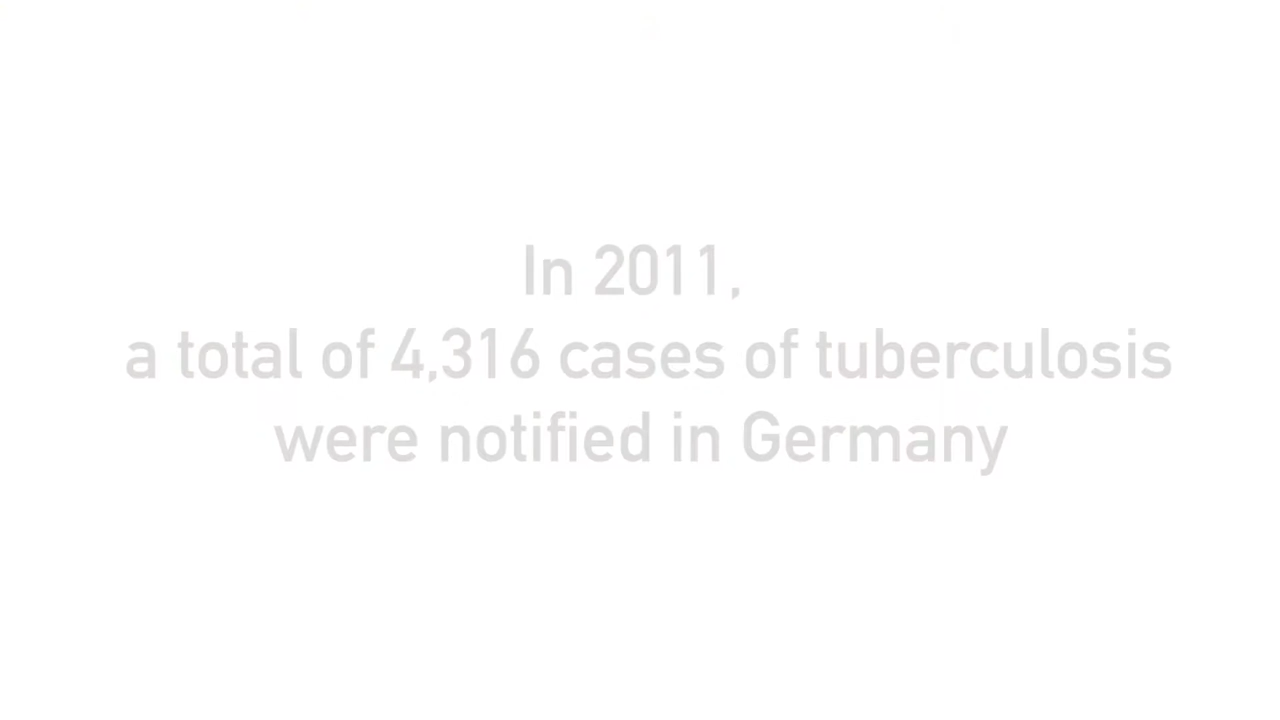 In 2011,
a total of 4,316 cases of tuberculosis
were notified in Germany